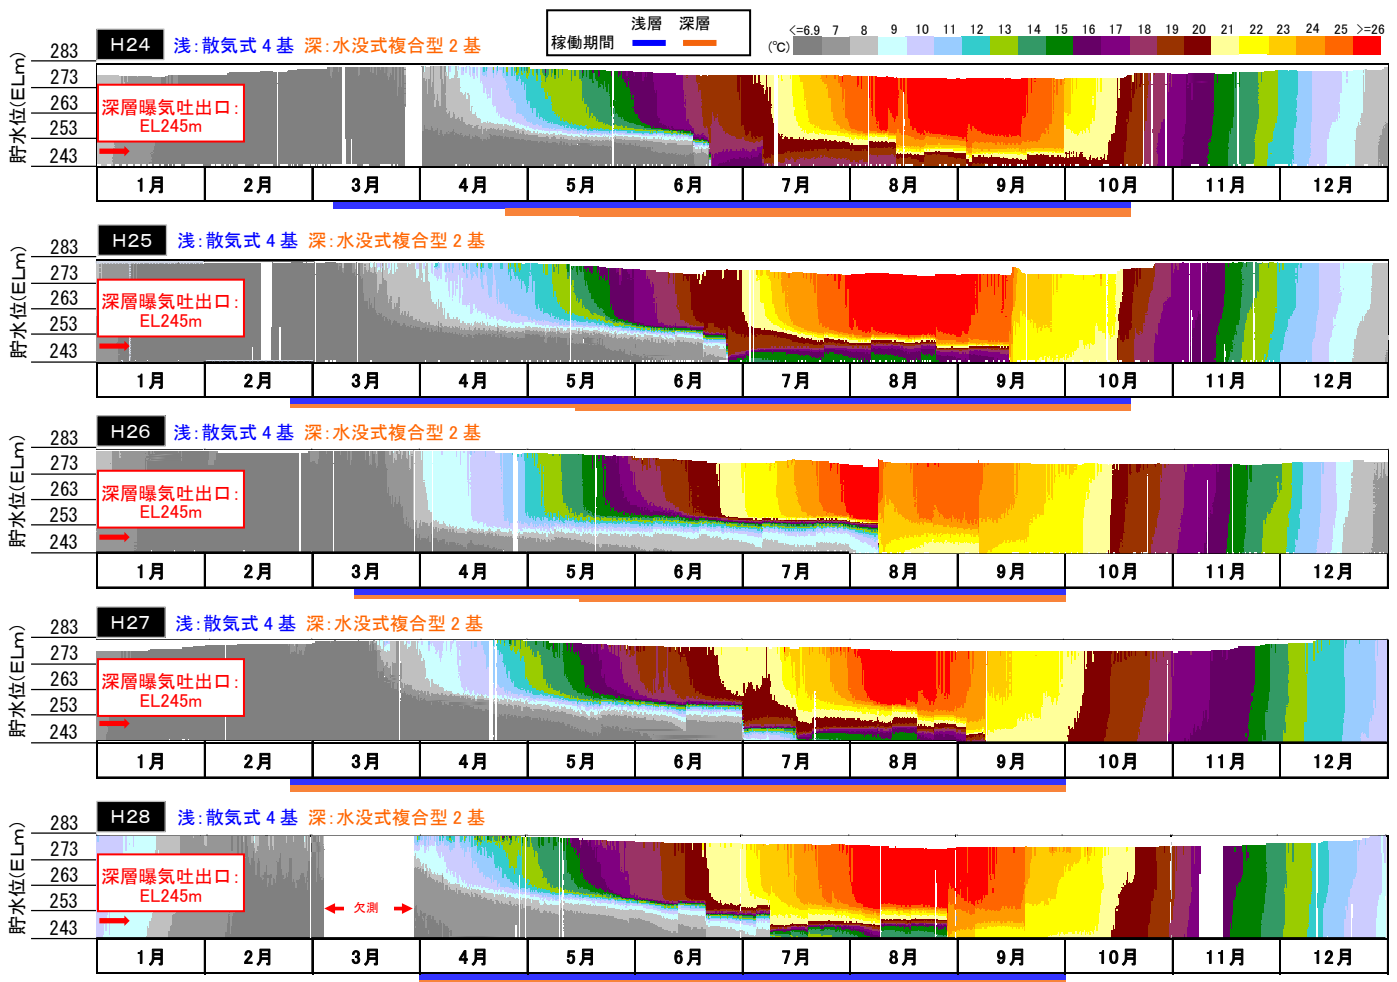 浅層 深層
稼働期間
(℃) <=6.9 7 8 9 10 11 12 13 14 15 16 17 18 19 20 21 22 23 24 25 >=26
H24 浅:散気式4基 深:水没式複合型2基
貯水位(ELm)
283
273
263
253
243
深層曝気吐出口:
EL245m
1月 2月 3月 4月 5月 6月 7月 8月 9月 10月 11月 12月
H25 浅:散気式4基 深:水没式複合型2基
貯水位(ELm)
283
273
263
253
243
深層曝気吐出口:
EL245m
1月 2月 3月 4月 5月 6月 7月 8月 9月 10月 11月 12月
H26 浅:散気式4基 深:水没式複合型2基
貯水位(ELm)
283
273
263
253
243
深層曝気吐出口:
EL245m
1月 2月 3月 4月 5月 6月 7月 8月 9月 10月 11月 12月
H27 浅:散気式4基 深:水没式複合型2基
貯水位(ELm)
283
273
263
253
243
深層曝気吐出口:
EL245m
1月 2月 3月 4月 5月 6月 7月 8月 9月 10月 11月 12月
H28 浅:散気式4基 深:水没式複合型2基
貯水位(ELm)
283
273
263
253
243
深層曝気吐出口:
EL245m
欠測
1月 2月 3月 4月 5月 6月 7月 8月 9月 10月 11月 12月